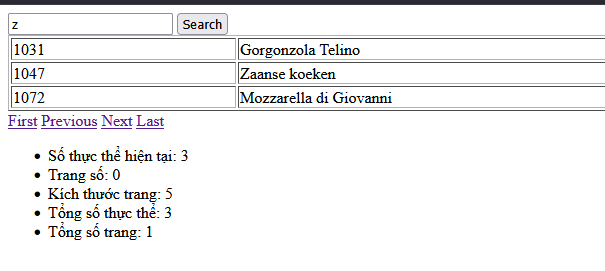 z Search
1031 Gorgonzola Telino
1047 Zaanse koeken
1072 Mozzarella di Giovanni
First Previous Next Last
• Số thực thể hiện tại: 3
• Trang số: 0
• Kích thước trang: 5
• Tổng số thực thể: 3
• Tổng số trang: 1